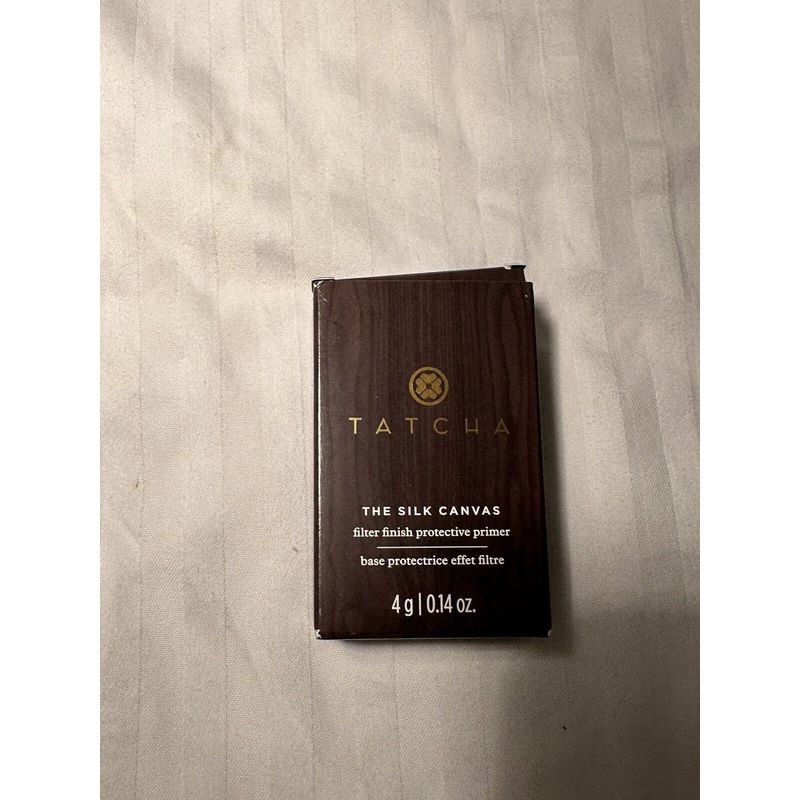 TATCHA
THE SILK CANVAS
filter finish protective primer
base protectrice effet filtre
4 g | 0.14 oz.